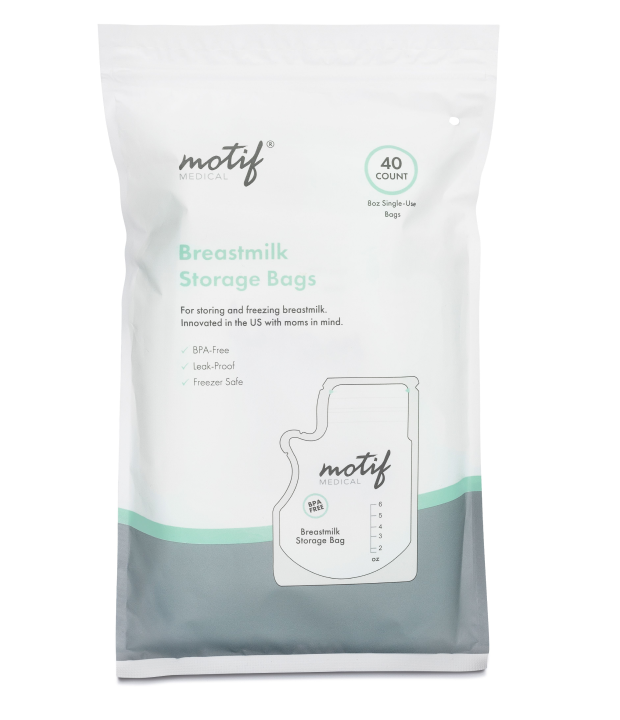 motif®
MEDICAL
40
COUNT
8oz Single-Use
Bags
Breastmilk
Storage Bags
For storing and freezing breastmilk.
Innovated in the US with moms in mind.
✓ BPA-Free
✓ Leak-Proof
✓ Freezer Safe
motif
MEDICAL
BPA
FREE
Breastmilk
Storage Bag
6
5
4
3
2
oz